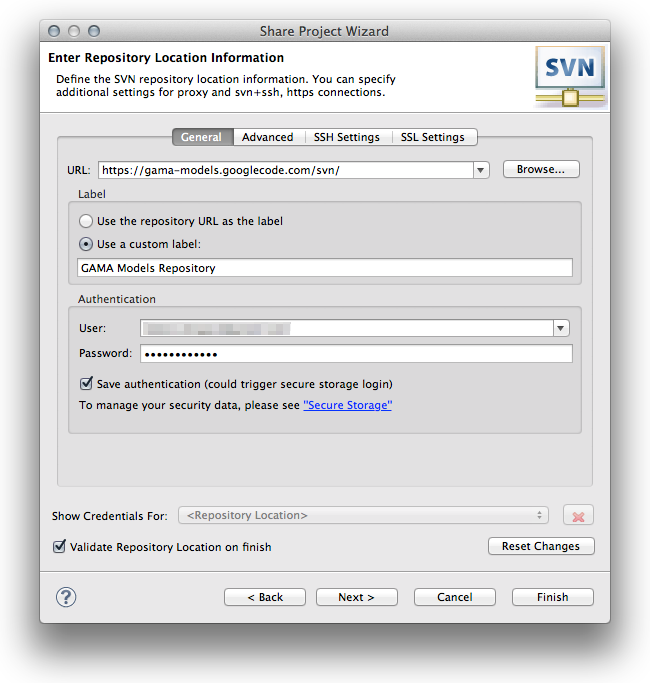 Share Project Wizard
Enter Repository Location Information
Define the SVN repository location information. You can specify
additional settings for proxy and svn+ssh, https connections.
SVN
General Advanced SSH Settings SSL Settings
URL: https://gama-models.googlecode.com/svn/ Browse...
Label
Use the repository URL as the label
Use a custom label:
GAMA Models Repository
Authentication
User:
Password: ••••••••••••
Save authentication (could trigger secure storage login)
To manage your security data, please see "Secure Storage"
Show Credentials For: <Repository Location>
Validate Repository Location on finish Reset Changes
? < Back Next > Cancel Finish